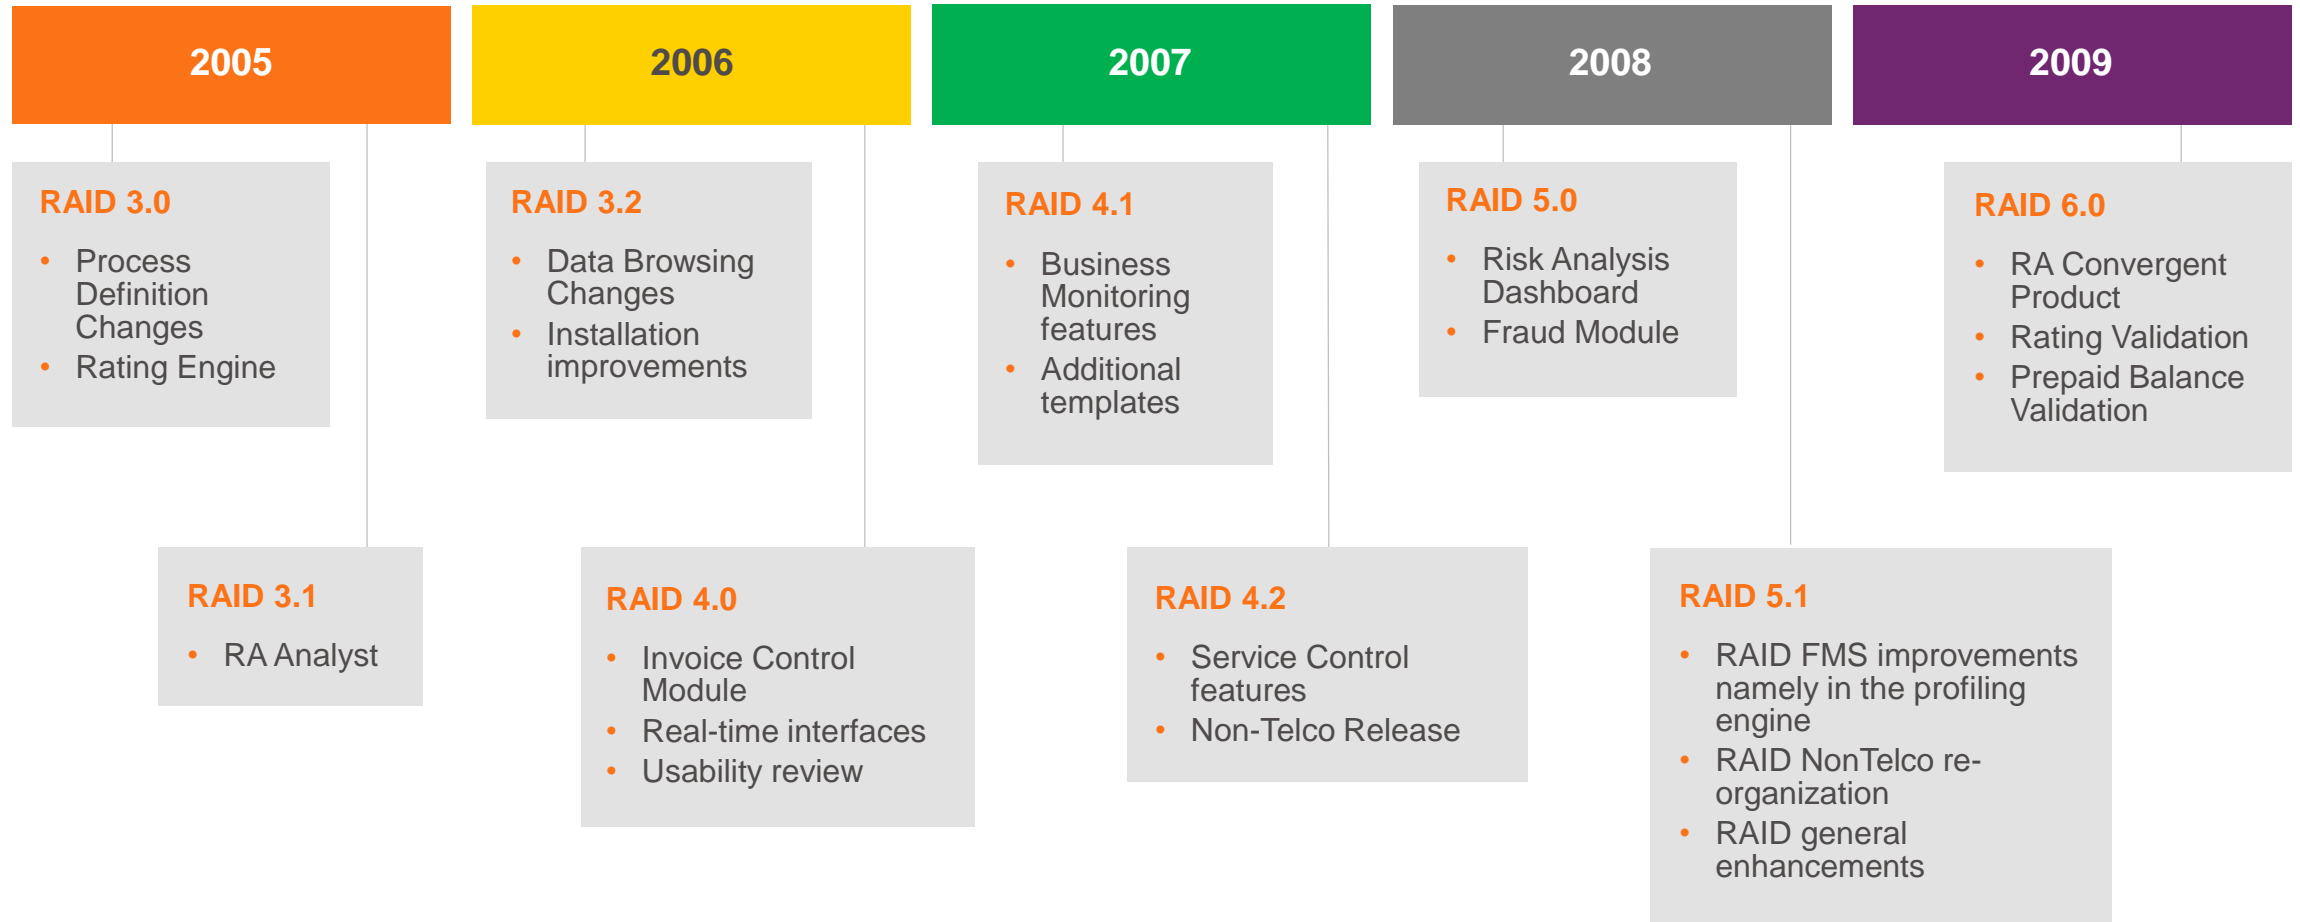 2005
2006
2007
2008
2009
RAID 3.0
• Process
Definition
Changes
• Rating Engine
RAID 3.1
• RA Analyst
RAID 3.2
• Data Browsing
Changes
• Installation
improvements
RAID 4.0
• Invoice Control
Module
• Real-time interfaces
• Usability review
RAID 4.1
• Business
Monitoring
features
• Additional
templates
RAID 4.2
• Service Control
features
• Non-Telco Release
RAID 5.0
• Risk Analysis
Dashboard
• Fraud Module
RAID 5.1
• RAID FMS improvements
namely in the profiling
engine
• RAID NonTelco re-
organization
• RAID general
enhancements
RAID 6.0
• RA Convergent
Product
• Rating Validation
• Prepaid Balance
Validation